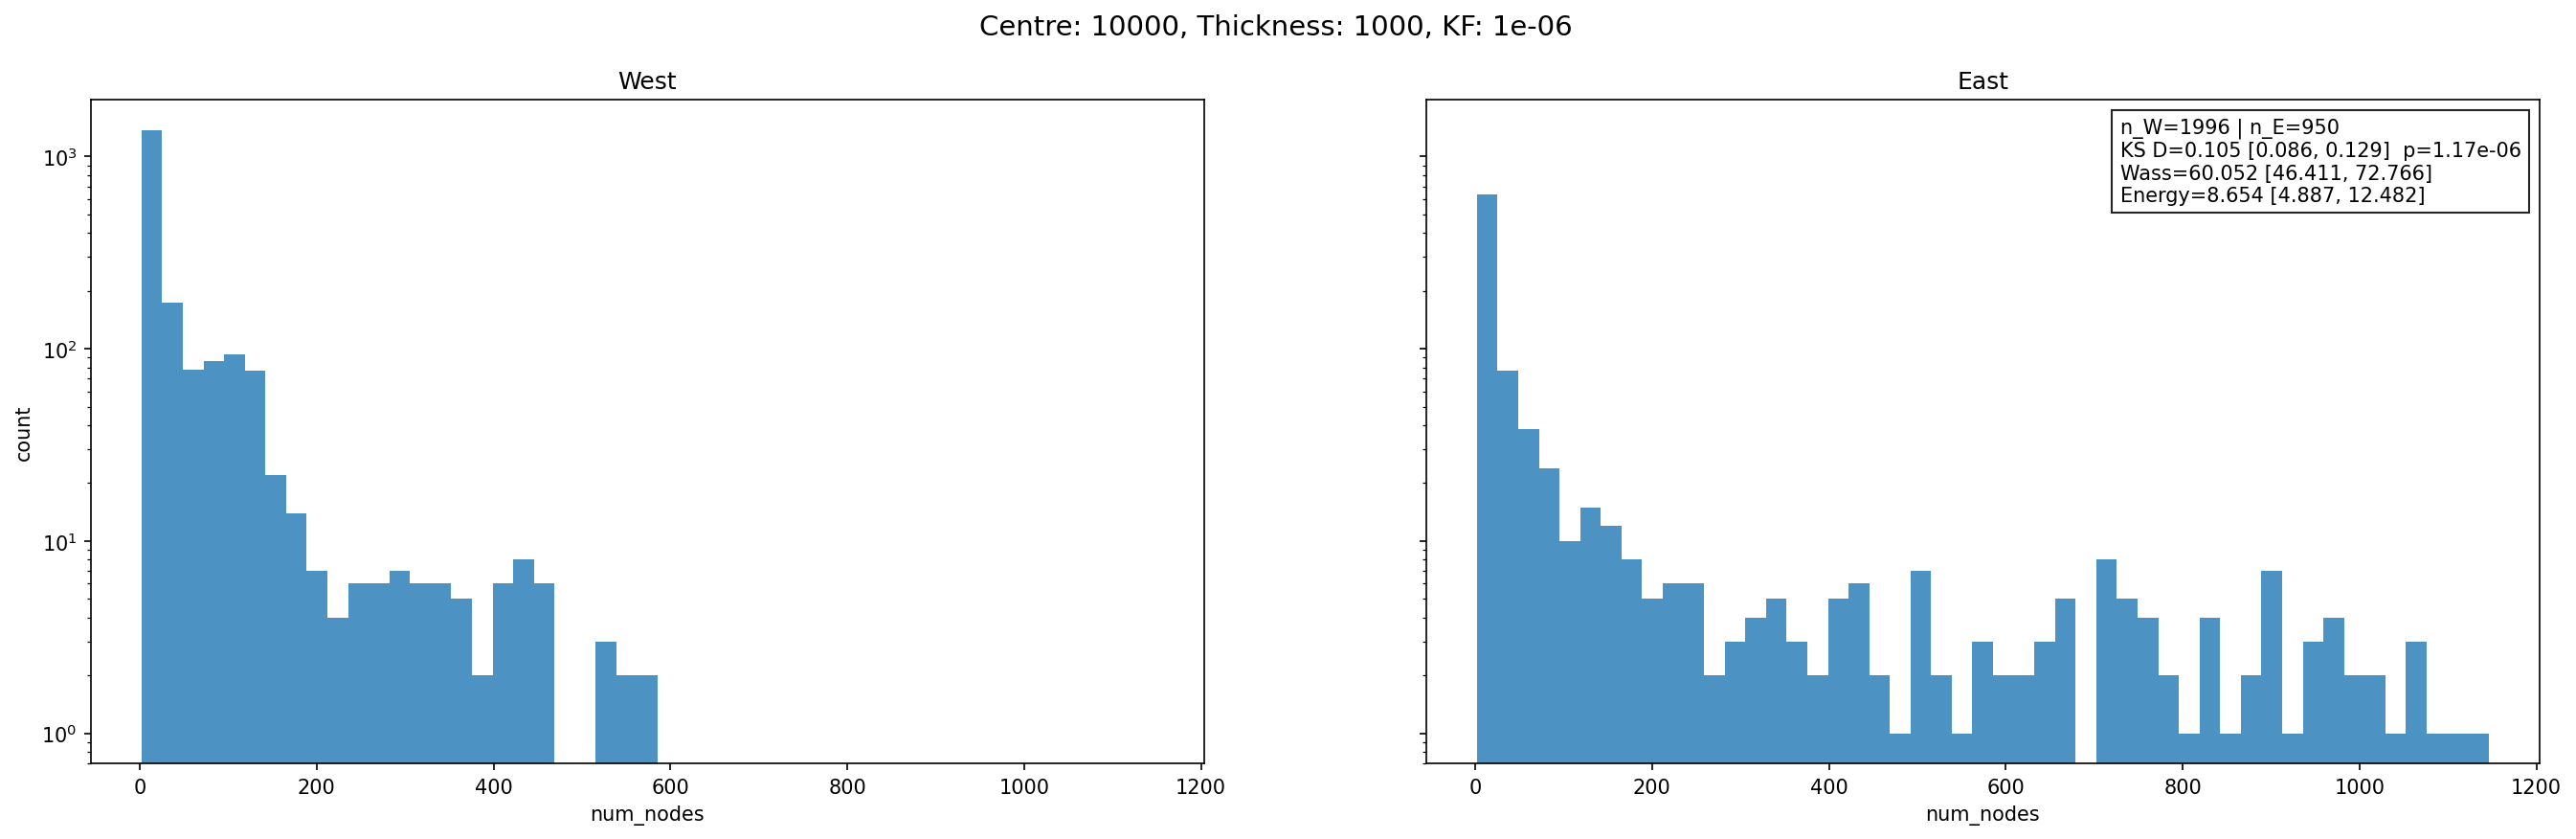 Centre: 10000, Thickness: 1000, KF: 1e-06
West
10³
10²
10¹
10⁰
count
0 200 400 600 800 1000 1200
num_nodes
East
n_W=1996 | n_E=950
KS D=0.105 [0.086, 0.129]  p=1.17e-06
Wass=60.052 [46.411, 72.766]
Energy=8.654 [4.887, 12.482]
0 200 400 600 800 1000 1200
num_nodes